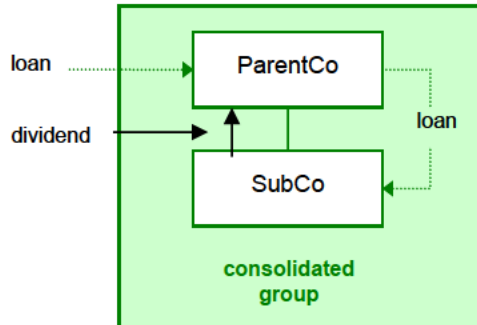 ParentCo
loan
loan
dividend
SubCo
consolidated
group